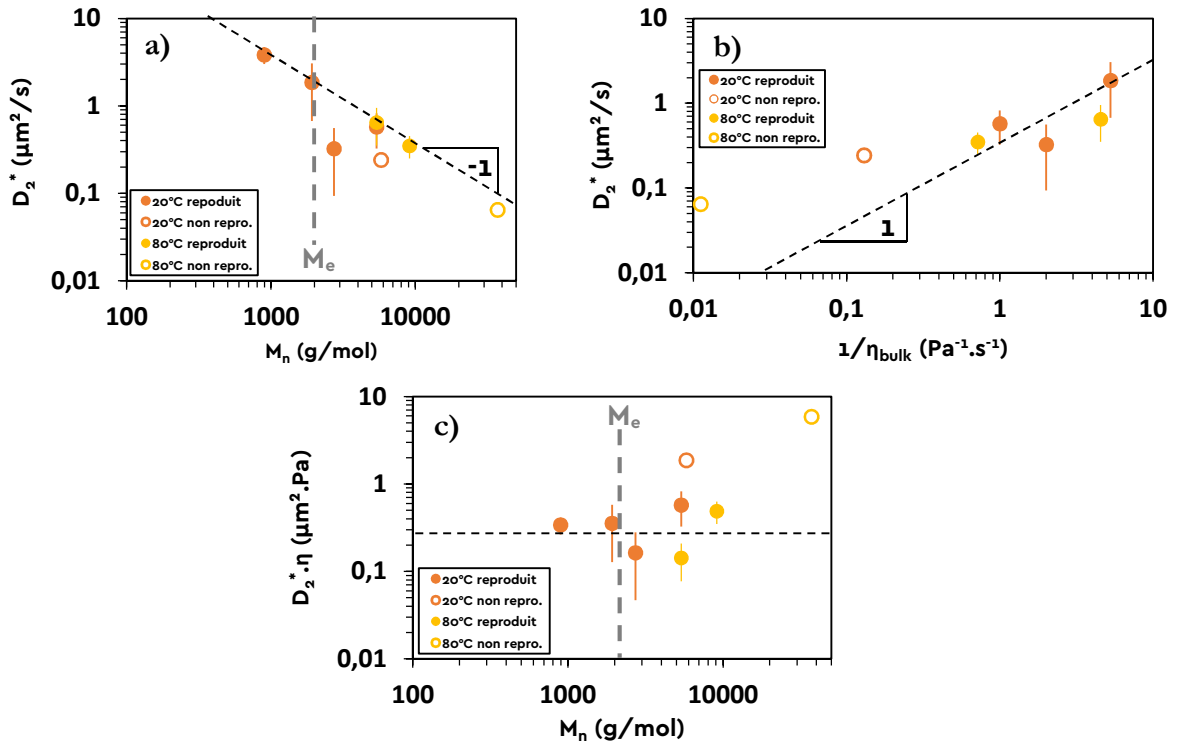 a)
10
1
0,1
0,01
D₂* (µm²/s)
-1
20°C repoduit
20°C non repro.
80°C reproduit
80°C non repro.
Mₑ
100
1000
10000
Mₙ (g/mol)
b)
10
1
0,1
0,01
D₂* (µm²/s)
20°C reproduit
20°C non repro.
80°C reproduit
80°C non repro.
1
0,01
0,1
1
10
1/η_bulk (Pa⁻¹.s⁻¹)
c)
10
1
0,1
0,01
D₂*.η (µm².Pa)
Mₑ
20°C reproduit
20°C non repro.
80°C reproduit
80°C non repro.
100
1000
10000
Mₙ (g/mol)